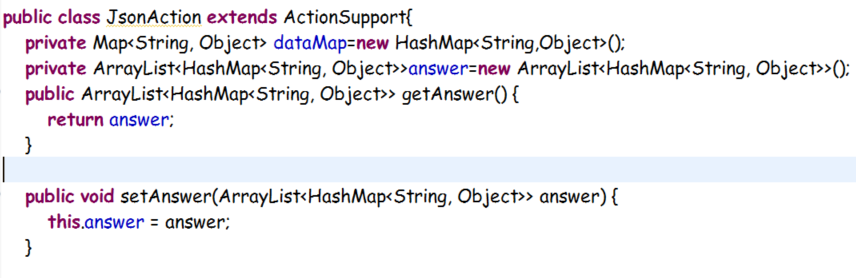 public class JsonAction extends ActionSupport{
private Map<String, Object> dataMap=new HashMap<String,Object>();
private ArrayList<HashMap<String, Object>>answer=new ArrayList<HashMap<String, Object>>();
public ArrayList<HashMap<String, Object>> getAnswer() {
return answer;
}
public void setAnswer(ArrayList<HashMap<String, Object>> answer) {
this.answer = answer;
}